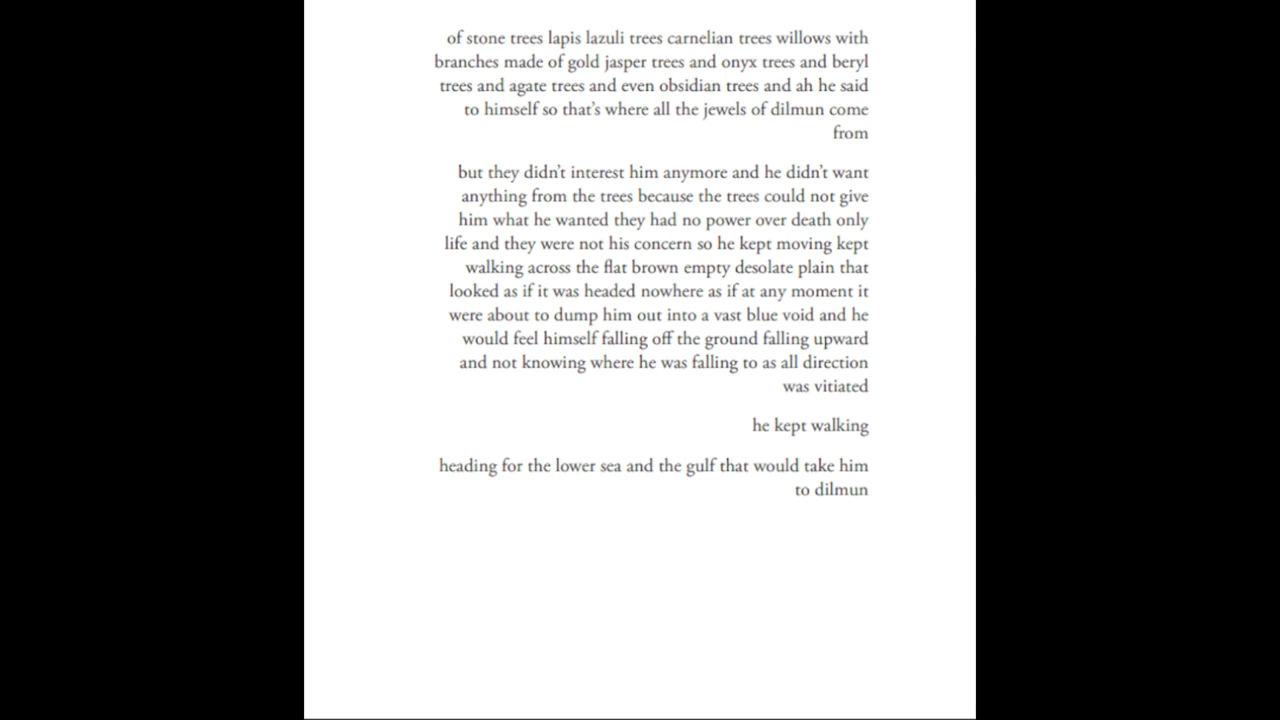 of stone trees lapis lazuli trees carnelian trees willows with
branches made of gold jasper trees and onyx trees and beryl
trees and agate trees and even obsidian trees and ah he said
to himself so that’s where all the jewels of dilmun come
from
but they didn’t interest him anymore and he didn’t want
anything from the trees because the trees could not give
him what he wanted they had no power over death only
life and they were not his concern so he kept moving kept
walking across the flat brown empty desolate plain that
looked as if it was headed nowhere as if at any moment it
were about to dump him out into a vast blue void and he
would feel himself falling off the ground falling upward
and not knowing where he was falling to as all direction
was vitiated
he kept walking
heading for the lower sea and the gulf that would take him
to dilmun